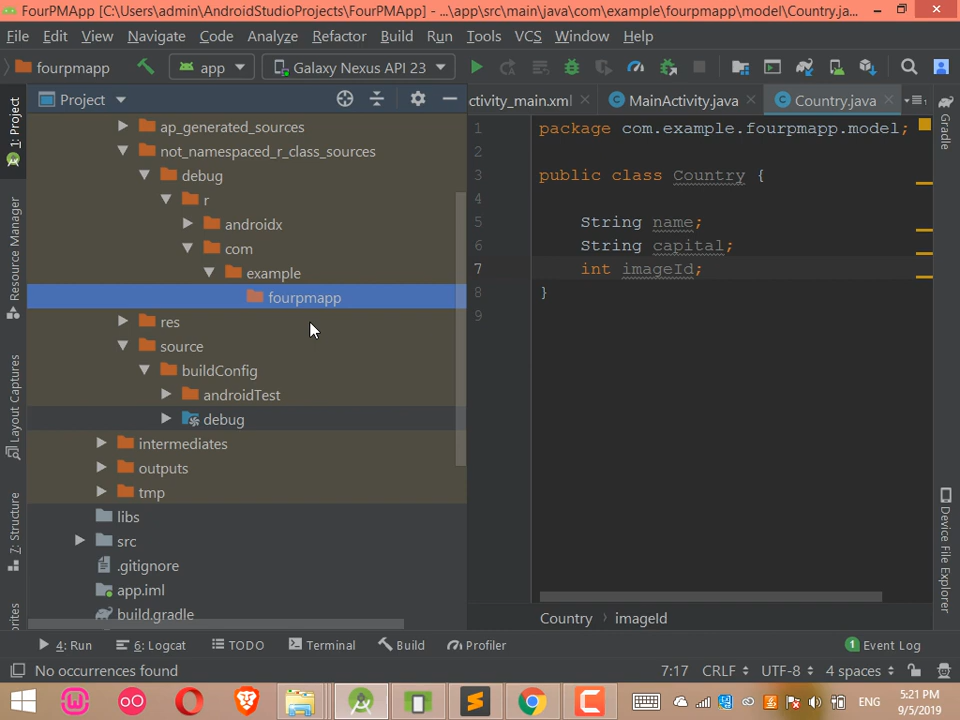 FourPMApp [C:\Users\admin\AndroidStudioProjects\FourPMApp] - ...\app\src\main\java\com\example\fourpmapp\model\Country.ja...
File Edit View Navigate Code Analyze Refactor Build Run Tools VCS Window Help
fourpmapp app Galaxy Nexus API 23
Project
ctivity_main.xml MainActivity.java Country.java
1: Project
Resource Manager
Layout Captures
7: Structure
orites
ap_generated_sources
not_namespaced_r_class_sources
debug
r
androidx
com
example
fourpmapp
res
source
buildConfig
androidTest
debug
intermediates
outputs
tmp
libs
src
.gitignore
app.iml
build.gradle
1 package com.example.fourpmapp.model;
2
3 public class Country {
4
5 String name;
6 String capital;
7 int imageId;
8 }
9
Country › imageId
Gradle
Device File Explorer
4: Run 6: Logcat TODO Terminal Build Profiler 1 Event Log
No occurrences found 7:17 CRLF UTF-8 4 spaces
ENG 5:21 PM
9/5/2019